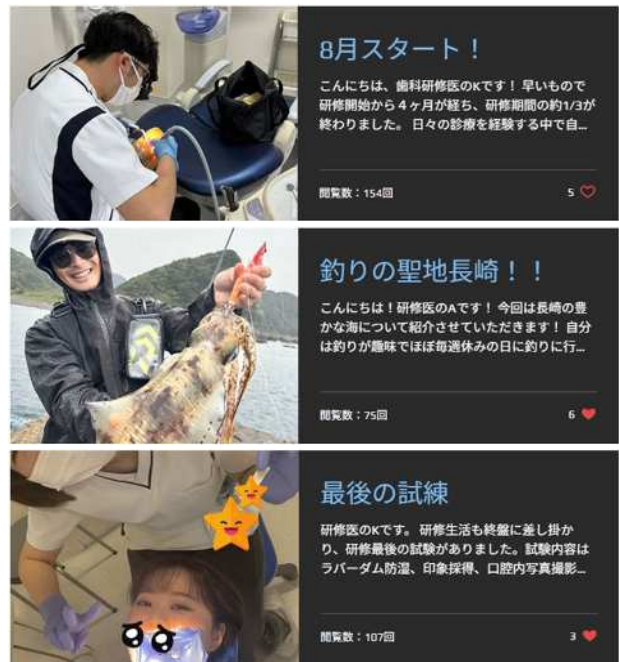 8月スタート！
こんにちは、歯科研修医のKです！ 早いもので
研修開始から４ヶ月が経ち、研修期間の約1/3が
終わりました。 日々の診療を経験する中で自...
閲覧数：154回
5
釣りの聖地長崎！！
こんにちは！研修医のAです！ 今回は長崎の豊
かな海について紹介させていただきます！ 自分
は釣りが趣味でほぼ毎週休みの日に釣りに行...
閲覧数：75回
6
最後の試練
研修医のKです。 研修生活も終盤に差し掛か
り、研修最後の試験がありました。試験内容は
ラバーダム防湿、印象採得、口腔内写真撮影...
閲覧数：107回
3